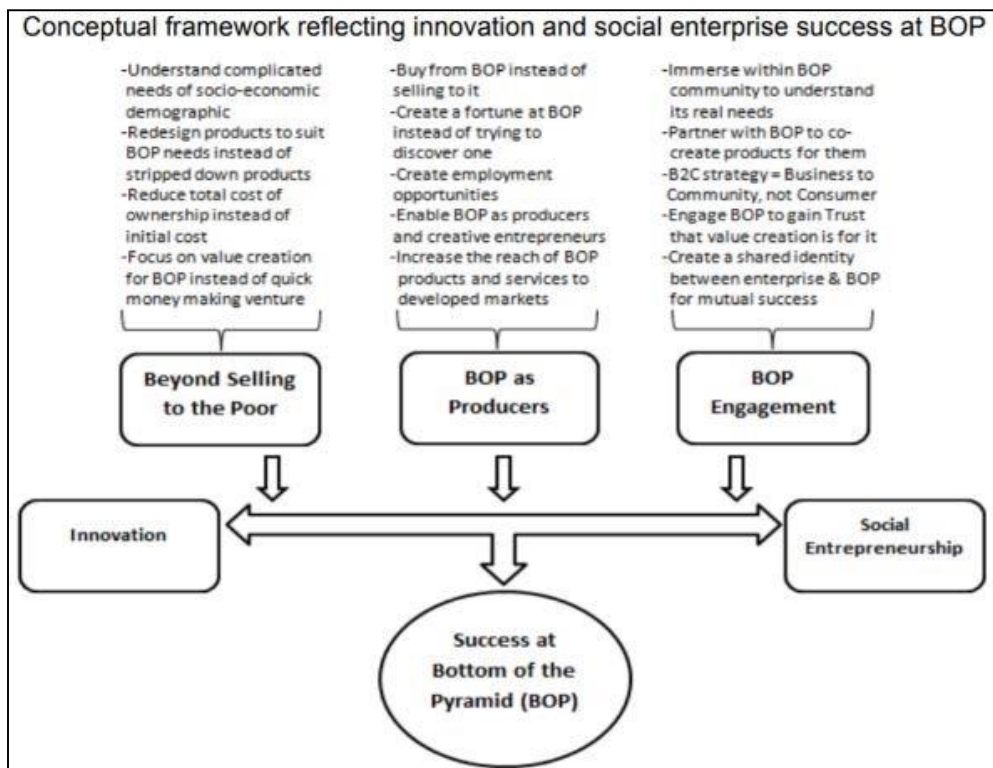 Conceptual framework reflecting innovation and social enterprise success at BOP
-Understand complicated
needs of socio-economic
demographic
-Redesign products to suit
BOP needs instead of
stripped down products
-Reduce total cost of
ownership instead of
initial cost
-Focus on value creation
for BOP instead of quick
money making venture
-Buy from BOP instead of
selling to it
-Create a fortune at BOP
instead of trying to
discover one
-Create employment
opportunities
-Enable BOP as producers
and creative entrepreneurs
-Increase the reach of BOP
products and services to
developed markets
-Immerse within BOP
community to understand
its real needs
-Partner with BOP to co-
create products for them
-B2C strategy = Business to
Community, not Consumer
-Engage BOP to gain Trust
that value creation is for it
-Create a shared identity
between enterprise & BOP
for mutual success
Beyond Selling
to the Poor
BOP as
Producers
BOP
Engagement
Innovation
Social
Entrepreneurship
Success at
Bottom of the
Pyramid (BOP)